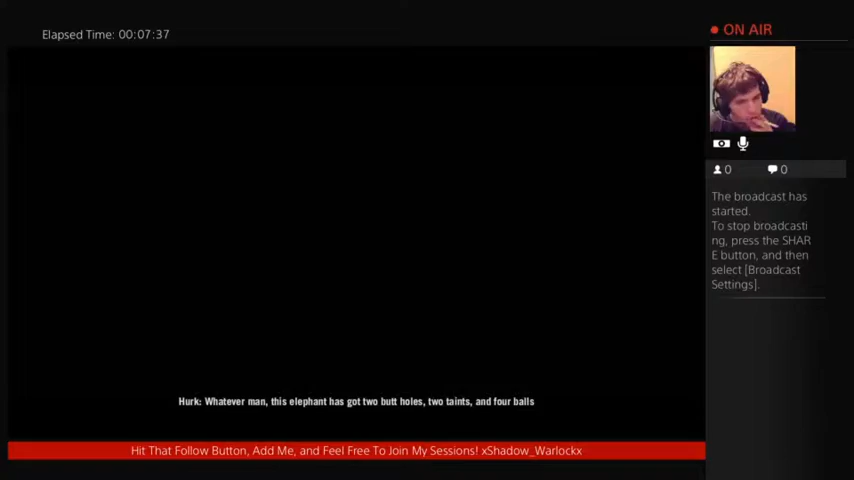 Elapsed Time: 00:07:37
ON AIR
0 0
The broadcast has
started.
To stop broadcasti
ng, press the SHAR
E button, and then
select [Broadcast
Settings].
Hurk: Whatever man, this elephant has got two butt holes, two taints, and four balls
Hit That Follow Button, Add Me, and Feel Free To Join My Sessions! xShadow_Warlockx